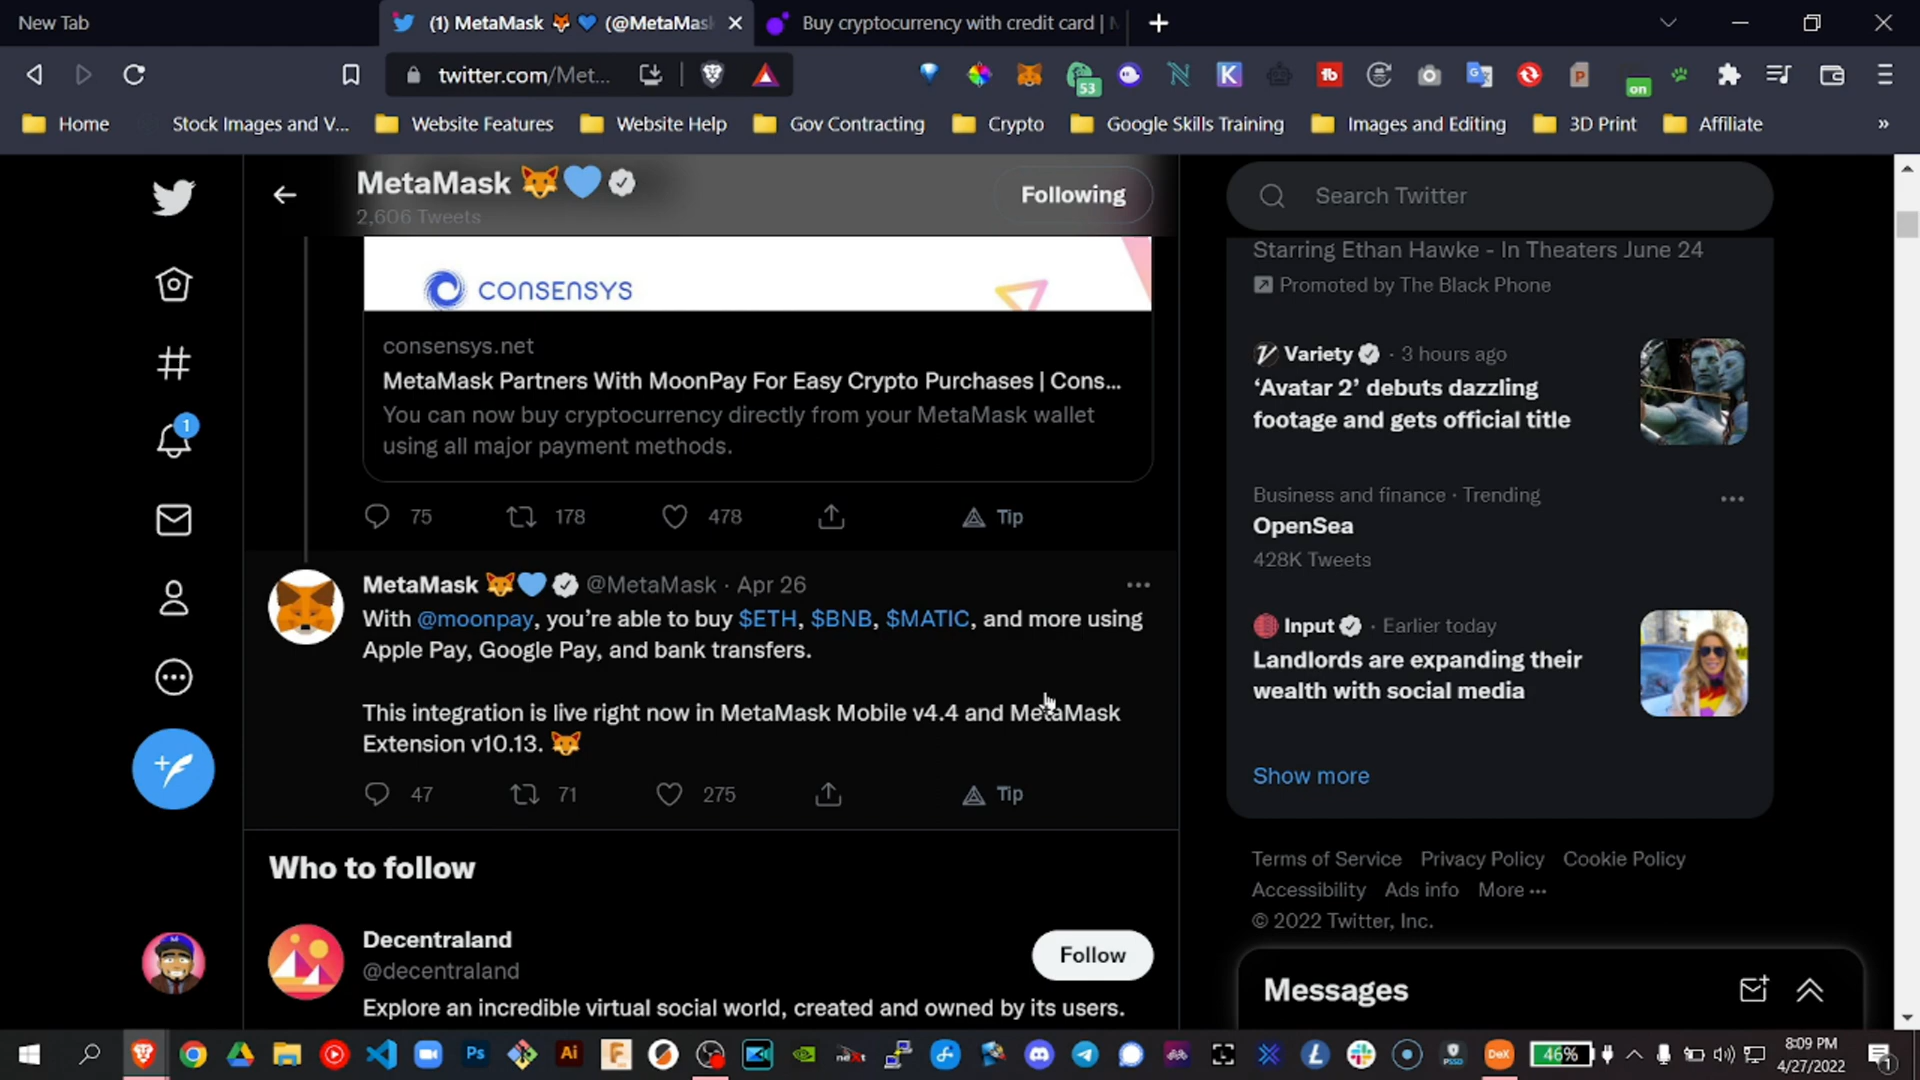 New Tab
(1) MetaMask 🦊 💙 (@MetaMas
Buy cryptocurrency with credit card |
twitter.com/Met...
53
on
Home
Stock Images and V...
Website Features
Website Help
Gov Contracting
Crypto
Google Skills Training
Images and Editing
3D Print
Affiliate
»
MetaMask 🦊💙
2,606 Tweets
Following
Search Twitter
CONSENSYS
consensys.net
MetaMask Partners With MoonPay For Easy Crypto Purchases | Cons...
You can now buy cryptocurrency directly from your MetaMask wallet
using all major payment methods.
75
178
478
Tip
MetaMask 🦊💙 @MetaMask · Apr 26
With @moonpay, you're able to buy $ETH, $BNB, $MATIC, and more using
Apple Pay, Google Pay, and bank transfers.
This integration is live right now in MetaMask Mobile v4.4 and MetaMask
Extension v10.13. 🦊
47
71
275
Tip
Who to follow
Decentraland
@decentraland
Follow
Explore an incredible virtual social world, created and owned by its users.
Starring Ethan Hawke - In Theaters June 24
Promoted by The Black Phone
Variety · 3 hours ago
'Avatar 2' debuts dazzling
footage and gets official title
Business and finance · Trending
OpenSea
428K Tweets
Input · Earlier today
Landlords are expanding their
wealth with social media
Show more
Terms of Service Privacy Policy Cookie Policy
Accessibility Ads info More ···
© 2022 Twitter, Inc.
Messages
1
Ps
Ai
DeX
46%
8:09 PM
4/27/2022
1